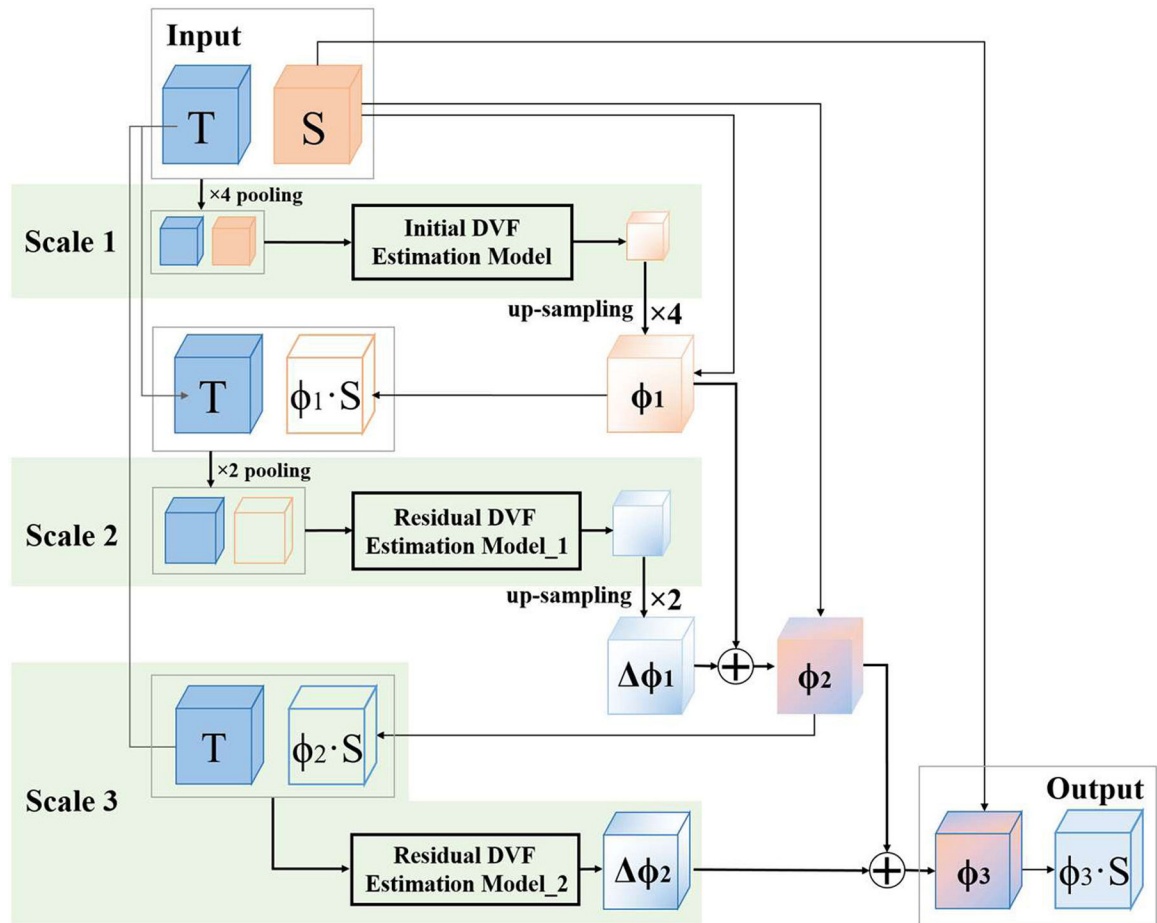 Input
T
S
×4 pooling
Scale 1
Initial DVF
Estimation Model
up-sampling ×4
T
ϕ1·S
ϕ1
×2 pooling
Scale 2
Residual DVF
Estimation Model_1
up-sampling ×2
Δϕ1
+
ϕ2
T
ϕ2·S
Scale 3
Residual DVF
Estimation Model_2
Δϕ2
+
Output
ϕ3
ϕ3·S